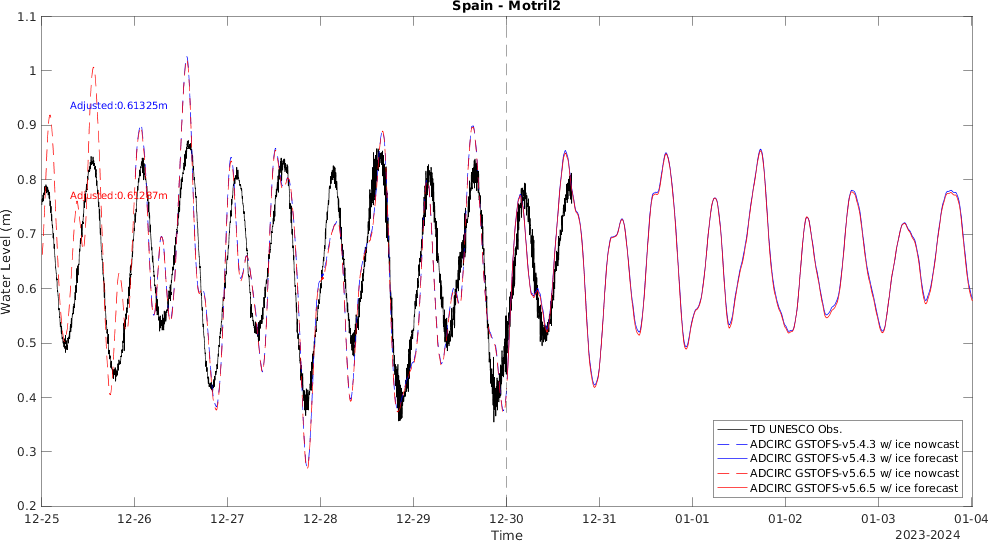 Spain - Motril2
1.1
1
0.9
0.8
0.7
0.6
0.5
0.4
0.3
0.2
Water Level (m)
Adjusted:0.61325m
Adjusted:0.61287m
TD UNESCO Obs.
ADCIRC GSTOFS-v5.4.3 w/ ice nowcast
ADCIRC GSTOFS-v5.4.3 w/ ice forecast
ADCIRC GSTOFS-v5.6.5 w/ ice nowcast
ADCIRC GSTOFS-v5.6.5 w/ ice forecast
12-25 12-26 12-27 12-28 12-29 12-30 12-31 01-01 01-02 01-03 01-04
Time
2023-2024